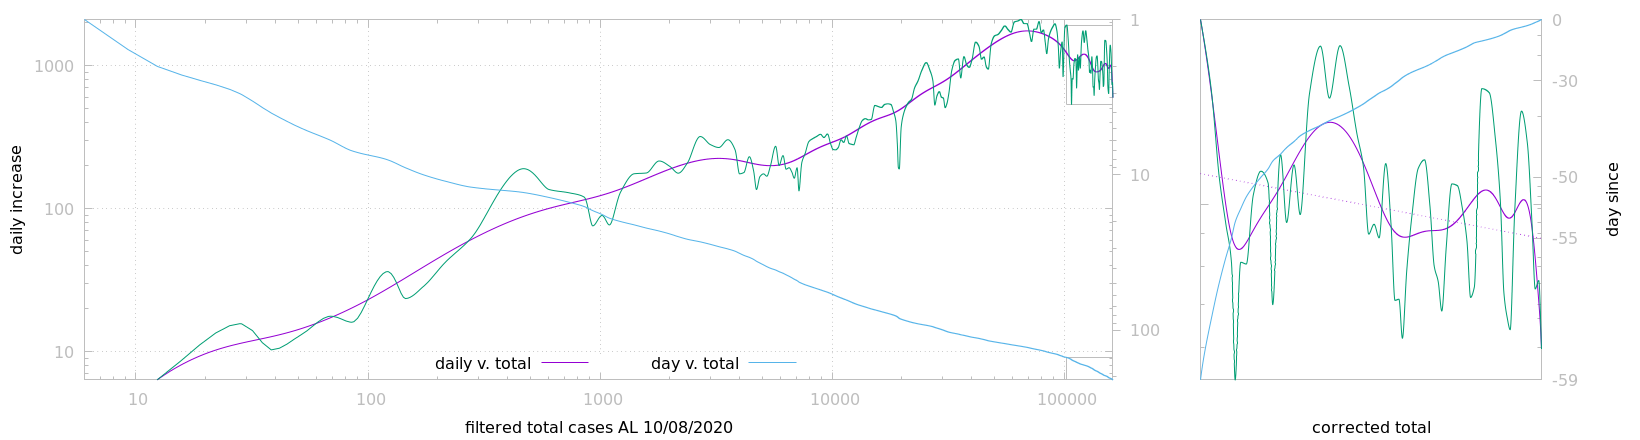 daily increase
1000
100
10
daily v. total
day v. total
10
100
1000
10000
100000
filtered total cases AL 10/08/2020
1
10
100
0
-30
-50
-55
-59
day since
corrected total